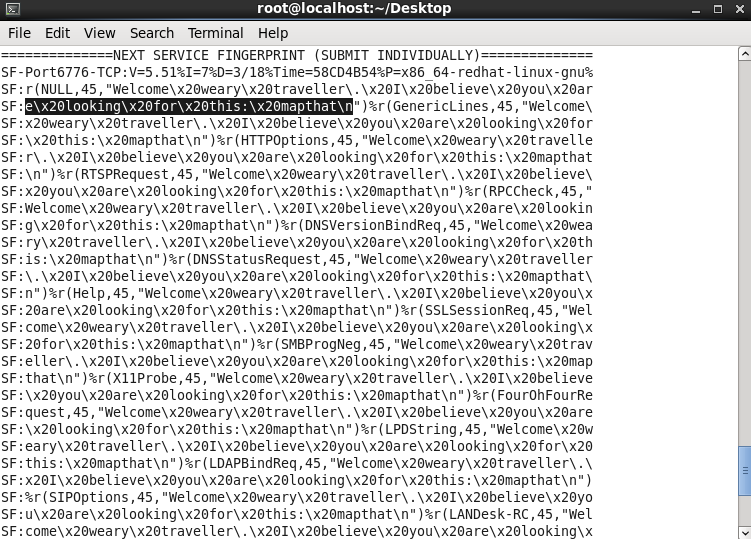 root@localhost:~/Desktop
File Edit View Search Terminal Help
==============NEXT SERVICE FINGERPRINT (SUBMIT INDIVIDUALLY)==============
SF-Port6776-TCP:V=5.51%I=7%D=3/18%Time=58CD4B54%P=x86_64-redhat-linux-gnu%
SF:r(NULL,45,"Welcome\x20weary\x20traveller\.\x20I\x20believe\x20you\x20ar
SF:e\x20looking\x20for\x20this:\x20mapthat\n")%r(GenericLines,45,"Welcome\
SF:x20weary\x20traveller\.\x20I\x20believe\x20you\x20are\x20looking\x20for
SF:\x20this:\x20mapthat\n")%r(HTTPOptions,45,"Welcome\x20weary\x20travelle
SF:r\.\x20I\x20believe\x20you\x20are\x20looking\x20for\x20this:\x20mapthat
SF:\n")%r(RTSPRequest,45,"Welcome\x20weary\x20traveller\.\x20I\x20believe\
SF:x20you\x20are\x20looking\x20for\x20this:\x20mapthat\n")%r(RPCCheck,45,"
SF:Welcome\x20weary\x20traveller\.\x20I\x20believe\x20you\x20are\x20lookin
SF:g\x20for\x20this:\x20mapthat\n")%r(DNSVersionBindReq,45,"Welcome\x20wea
SF:ry\x20traveller\.\x20I\x20believe\x20you\x20are\x20looking\x20for\x20th
SF:is:\x20mapthat\n")%r(DNSStatusRequest,45,"Welcome\x20weary\x20traveller
SF:\.\x20I\x20believe\x20you\x20are\x20looking\x20for\x20this:\x20mapthat\
SF:n")%r(Help,45,"Welcome\x20weary\x20traveller\.\x20I\x20believe\x20you\x
SF:20are\x20looking\x20for\x20this:\x20mapthat\n")%r(SSLSessionReq,45,"Wel
SF:come\x20weary\x20traveller\.\x20I\x20believe\x20you\x20are\x20looking\x
SF:20for\x20this:\x20mapthat\n")%r(SMBProgNeg,45,"Welcome\x20weary\x20trav
SF:eller\.\x20I\x20believe\x20you\x20are\x20looking\x20for\x20this:\x20map
SF:that\n")%r(X11Probe,45,"Welcome\x20weary\x20traveller\.\x20I\x20believe
SF:\x20you\x20are\x20looking\x20for\x20this:\x20mapthat\n")%r(FourOhFourRe
SF:quest,45,"Welcome\x20weary\x20traveller\.\x20I\x20believe\x20you\x20are
SF:\x20looking\x20for\x20this:\x20mapthat\n")%r(LPDString,45,"Welcome\x20w
SF:eary\x20traveller\.\x20I\x20believe\x20you\x20are\x20looking\x20for\x20
SF:this:\x20mapthat\n")%r(LDAPBindReq,45,"Welcome\x20weary\x20traveller\.\
SF:x20I\x20believe\x20you\x20are\x20looking\x20for\x20this:\x20mapthat\n")
SF:%r(SIPOptions,45,"Welcome\x20weary\x20traveller\.\x20I\x20believe\x20yo
SF:u\x20are\x20looking\x20for\x20this:\x20mapthat\n")%r(LANDesk-RC,45,"Wel
SF:come\x20weary\x20traveller\.\x20I\x20believe\x20you\x20are\x20looking\x